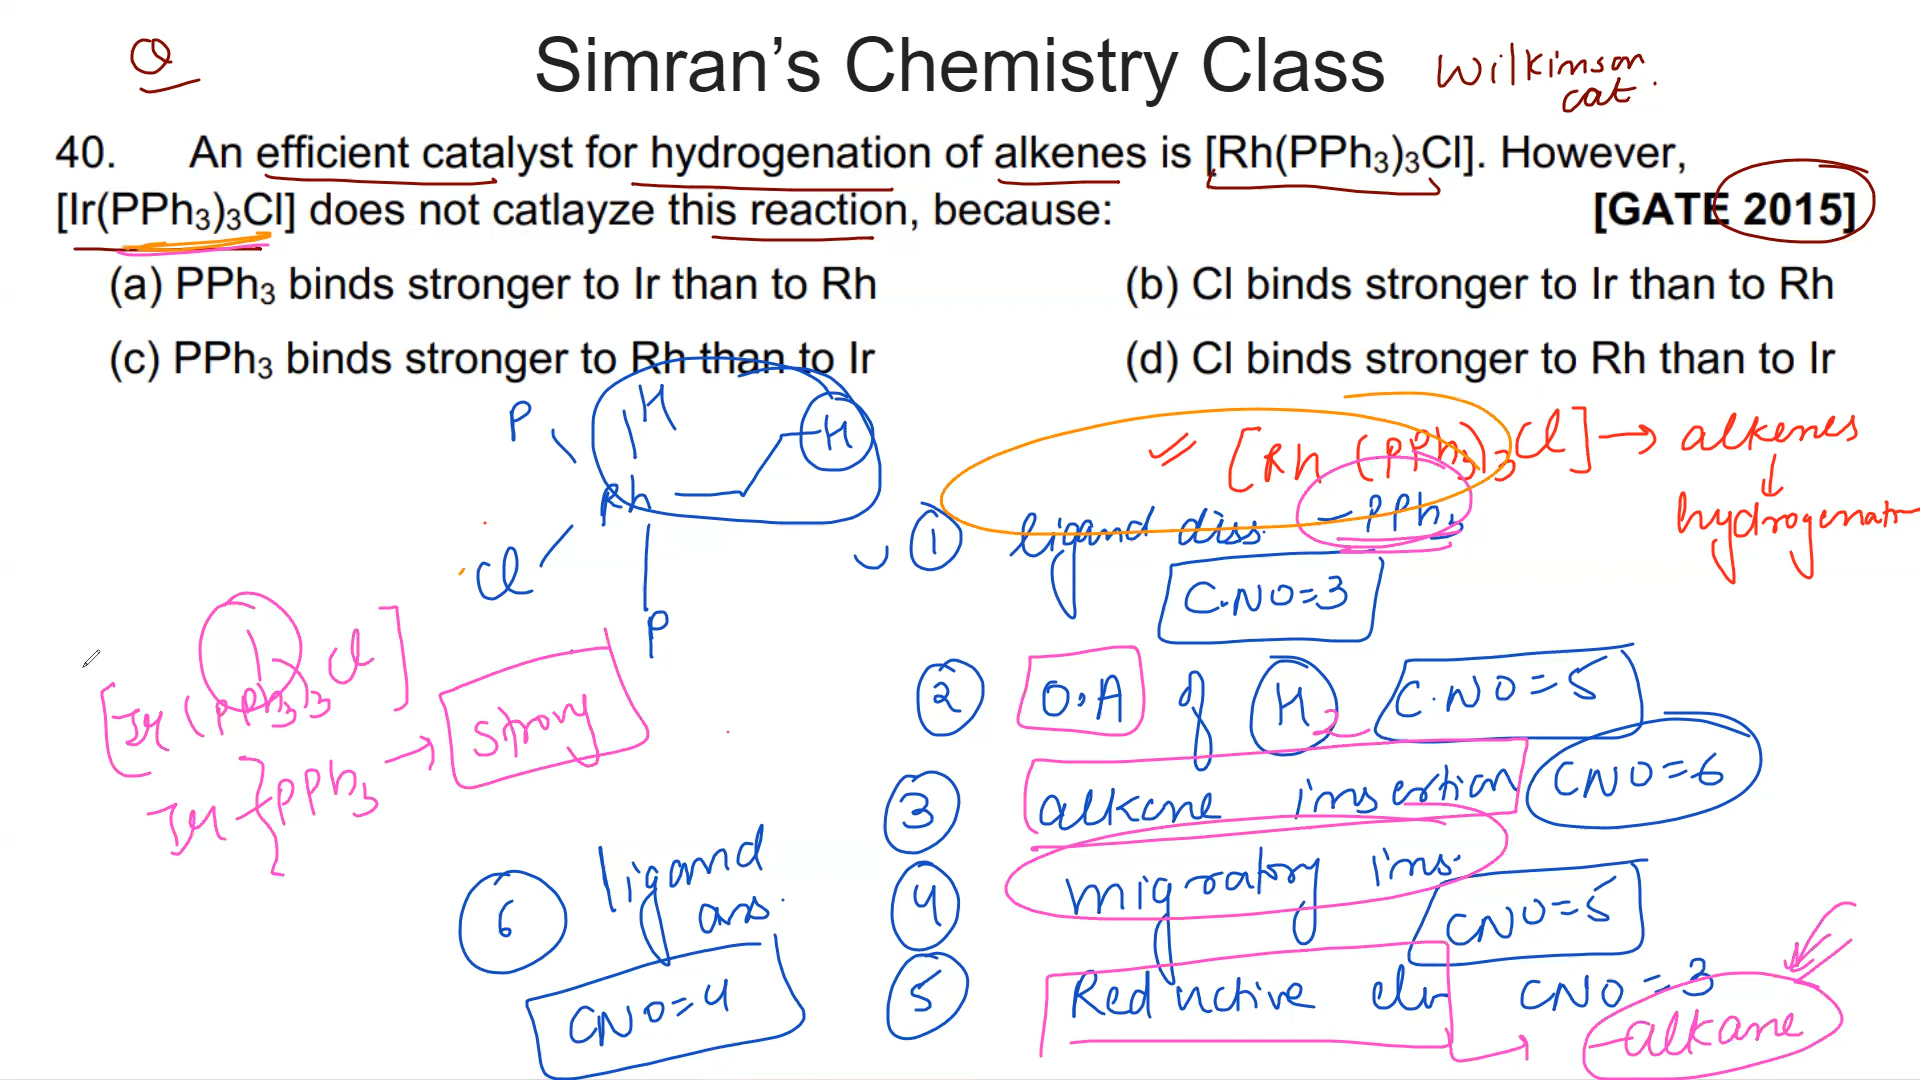 Q
Simran’s Chemistry Class
Wilkinson
cat.
40. An efficient catalyst for hydrogenation of alkenes is [Rh(PPh₃)₃Cl]. However,
[Ir(PPh₃)₃Cl] does not catlayze this reaction, because: [GATE 2015]
(a) PPh₃ binds stronger to Ir than to Rh
(b) Cl binds stronger to Ir than to Rh
(c) PPh₃ binds stronger to Rh than to Ir
(d) Cl binds stronger to Rh than to Ir
P H H
Rh
Cl
P
[Rh (PPh₃)₃Cl] → alkenes
↓
hydrogenat
① ligand diss. – PPh₃
C.NO=3
② O.A of H₂ C.NO=5
③ alkene insertion CNO=6
④ migratory ins. CNO=5
⑤ Reductive elm CNO=3
–alkane
⑥ ligand
ass.
CNO=4
[Ir (PPh₃)₃ Cl]
Ir PPh₃ → strong